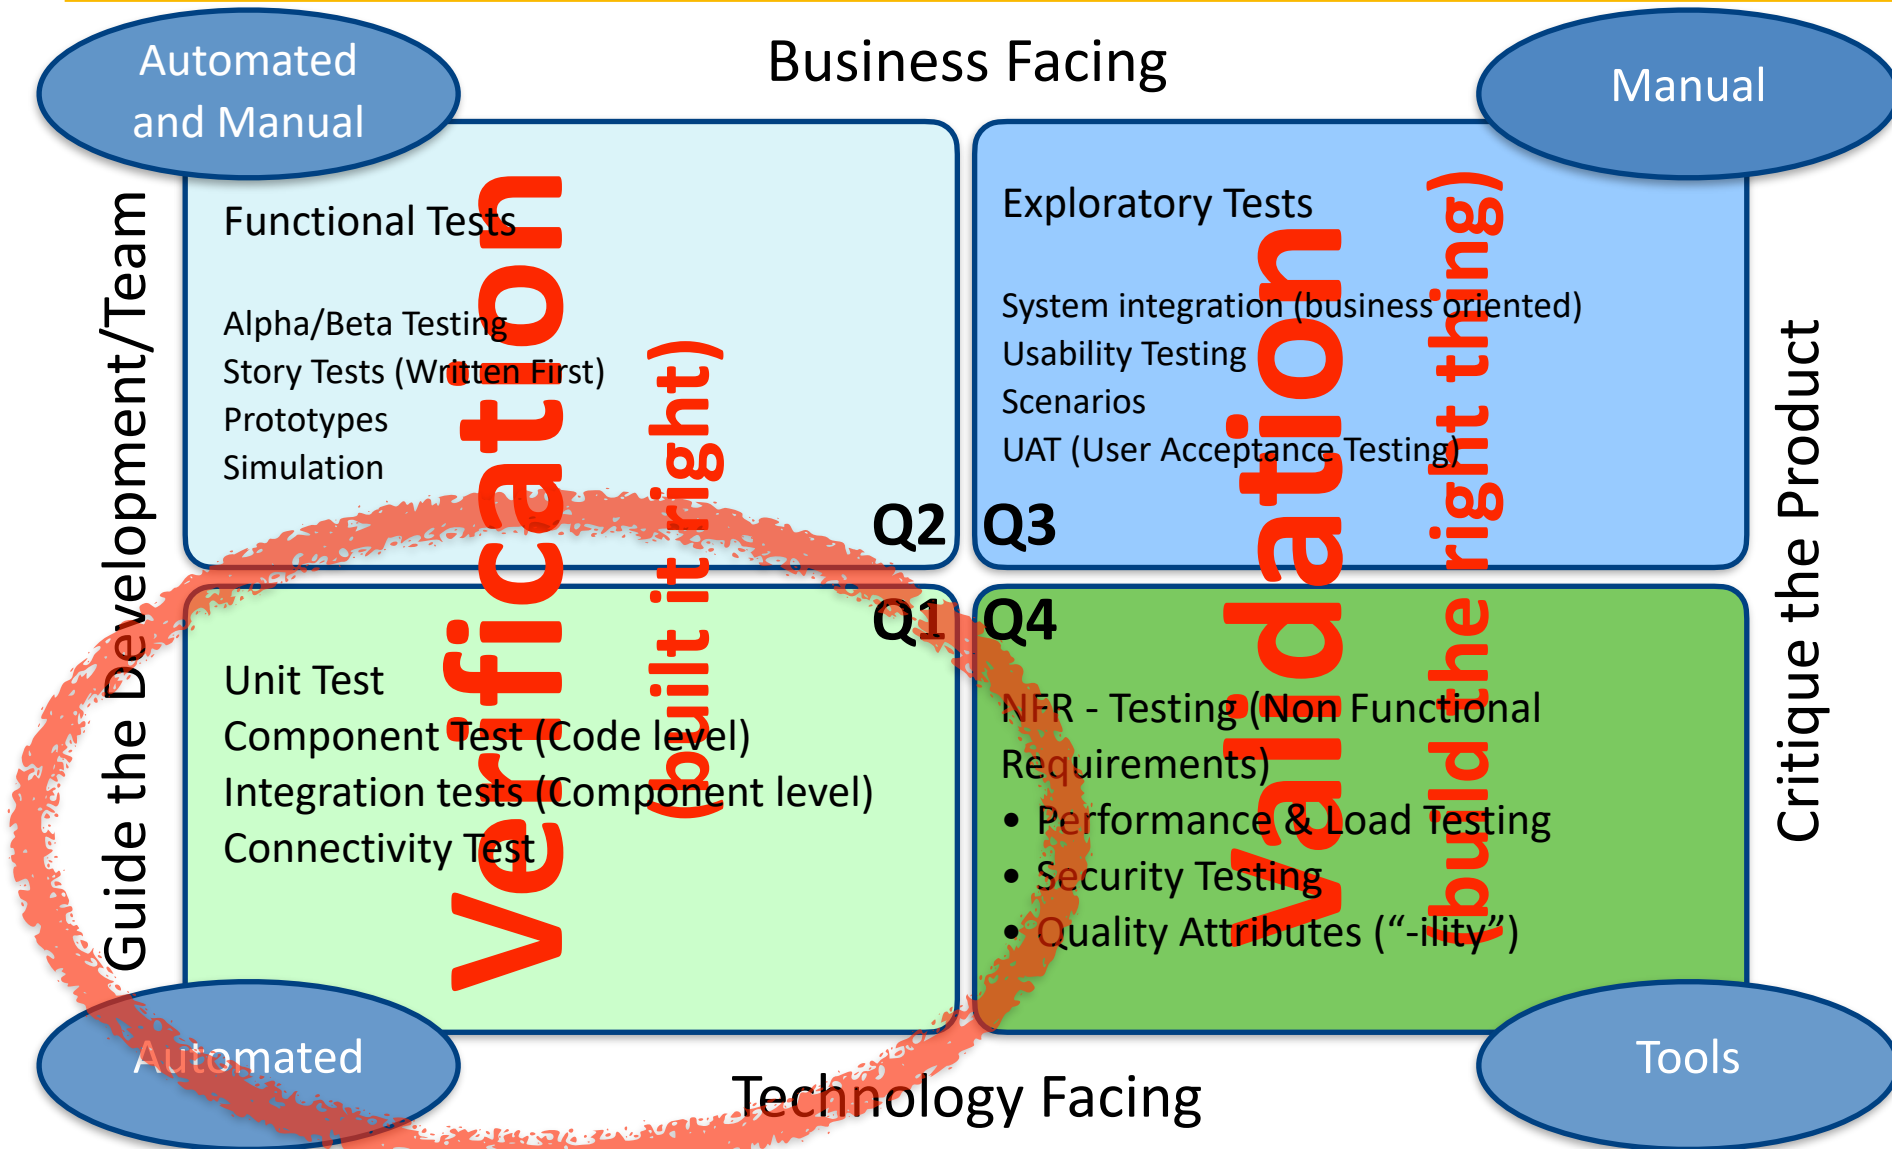 Automated
and Manual
Business Facing
Manual
Guide the Development/Team
Functional Tests
Alpha/Beta Testing
Story Tests (Written First)
Prototypes
Simulation
Q2
Verification
(built it right)
Exploratory Tests
System integration (business oriented)
Usability Testing
Scenarios
UAT (User Acceptance Testing)
Q3
Validation
(build the right thing)
Critique the Product
Q1
Unit Test
Component Test (Code level)
Integration tests (Component level)
Connectivity Test
Q4
NFR - Testing (Non Functional
Requirements)
• Performance & Load Testing
• Security Testing
• Quality Attributes (“-ility”)
Automated
Technology Facing
Tools